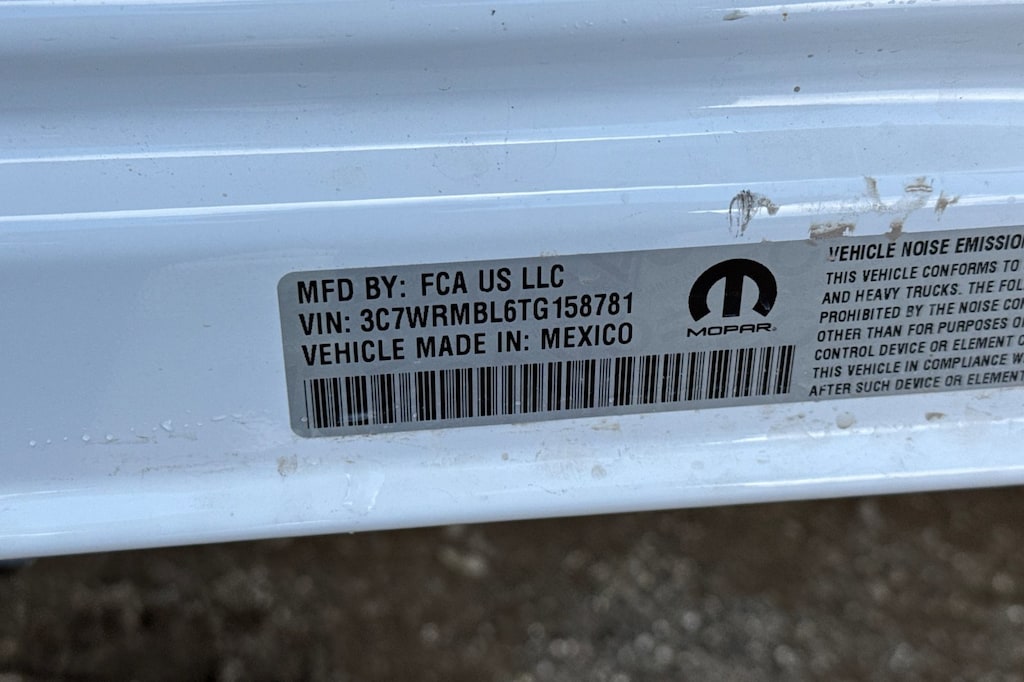 MFD BY: FCA US LLC
VIN: 3C7WRMBL6TG158781
VEHICLE MADE IN: MEXICO
MOPAR®
VEHICLE NOISE EMISSION
THIS VEHICLE CONFORMS TO
AND HEAVY TRUCKS. THE
PROHIBITED BY THE NOISE
OTHER THAN FOR PURPOSES
CONTROL DEVICE OR ELEMENT
THIS VEHICLE IN COMPLIANCE
AFTER SUCH DEVICE OR ELEMENT